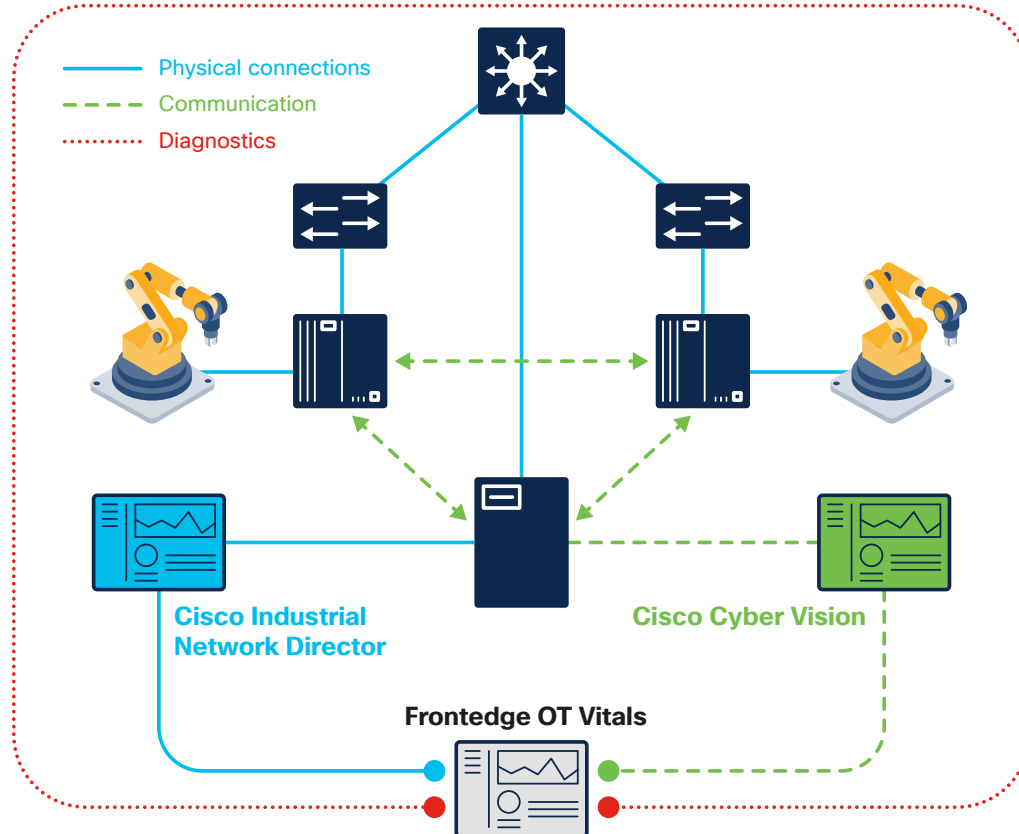 Physical connections
Communication
Diagnostics
Cisco Industrial
Network Director
Cisco Cyber Vision
Frontedge OT Vitals